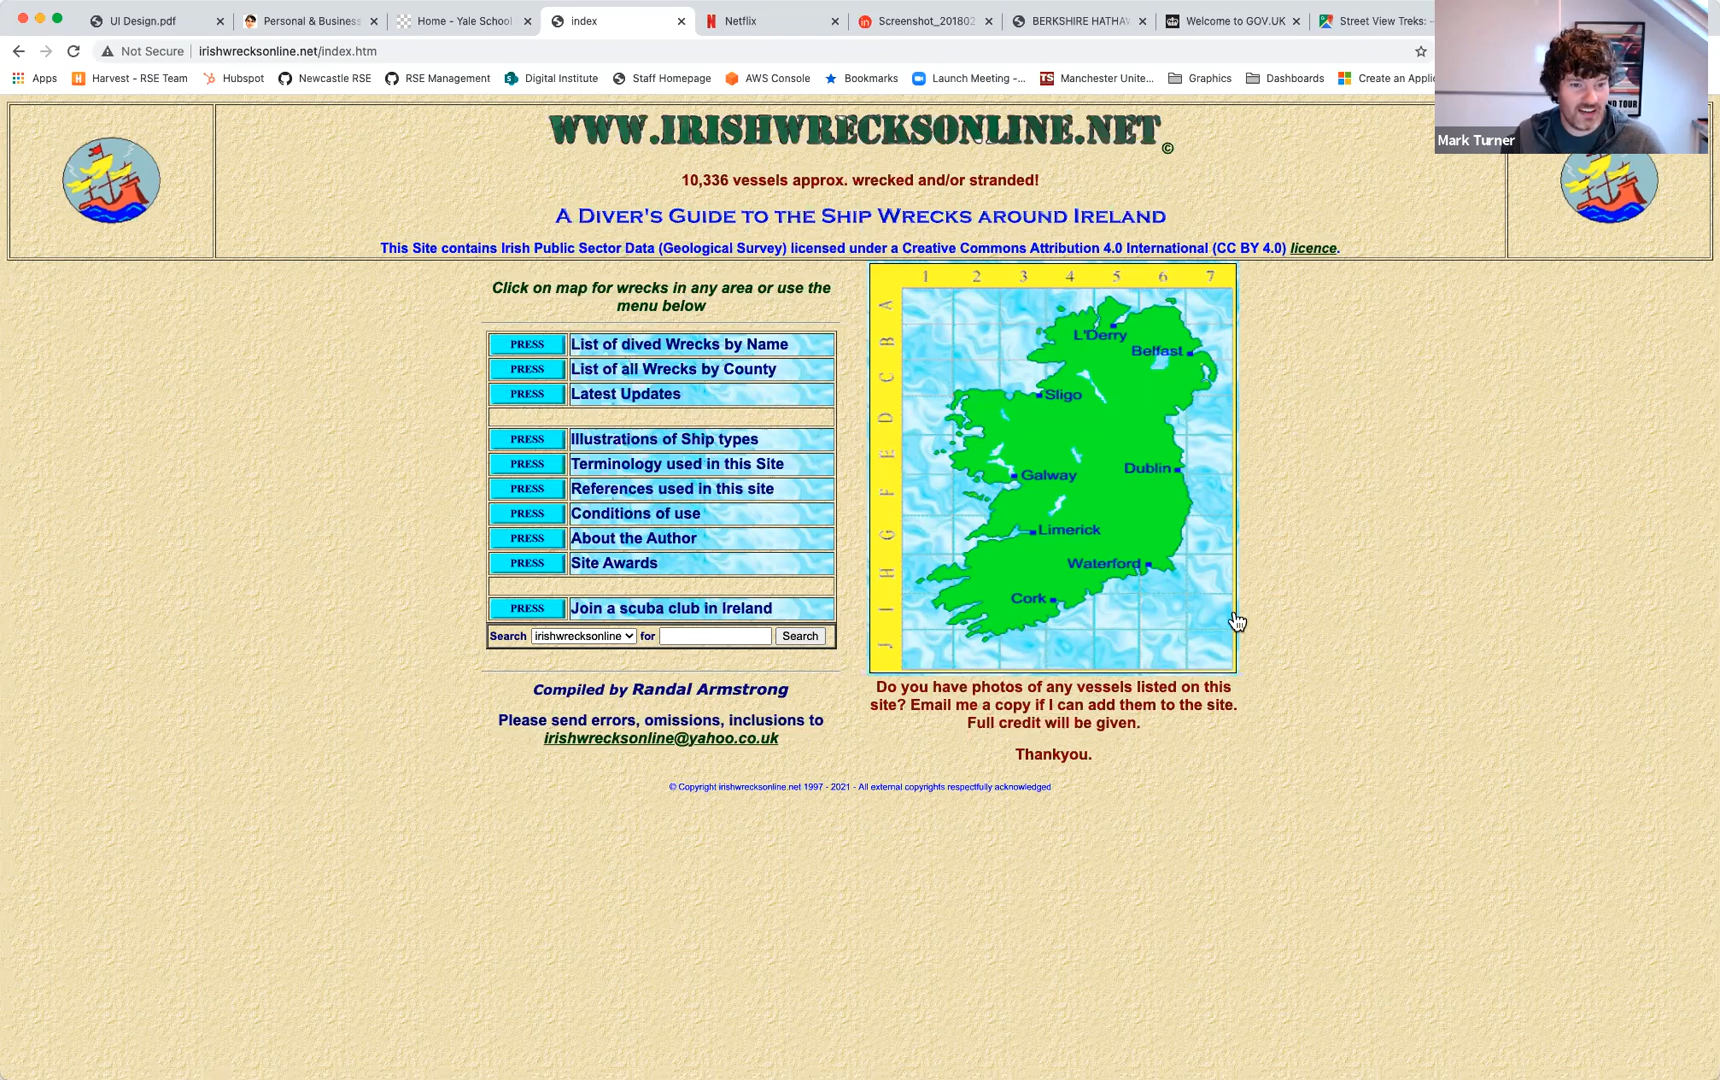 UI Design.pdf
Personal & Business
Home - Yale School
index
Netflix
Screenshot_201802
BERKSHIRE HATHA
Welcome to GOV.UK
Street View Treks:
Not Secure irishwrecksonline.net/index.htm
Apps
Harvest - RSE Team
Hubspot
Newcastle RSE
RSE Management
Digital Institute
Staff Homepage
AWS Console
Bookmarks
Launch Meeting -...
Manchester Unite...
Graphics
Dashboards
Create an Applic
ND TOUR
Mark Turner
WWW.IRISHWRECKSONLINE.NET ©
10,336 vessels approx. wrecked and/or stranded!
A Diver's Guide to the Ship Wrecks around Ireland
This Site contains Irish Public Sector Data (Geological Survey) licensed under a Creative Commons Attribution 4.0 International (CC BY 4.0) licence.
Click on map for wrecks in any area or use the
menu below
PRESS List of dived Wrecks by Name
PRESS List of all Wrecks by County
PRESS Latest Updates
PRESS Illustrations of Ship types
PRESS Terminology used in this Site
PRESS References used in this site
PRESS Conditions of use
PRESS About the Author
PRESS Site Awards
PRESS Join a scuba club in Ireland
Search irishwrecksonline for Search
Compiled by Randal Armstrong
Please send errors, omissions, inclusions to
irishwrecksonline@yahoo.co.uk
1 2 3 4 5 6 7
A
B
C
D
E
F
G
H
I
J
L'Derry
Belfast
Sligo
Dublin
Galway
Limerick
Waterford
Cork
Do you have photos of any vessels listed on this
site? Email me a copy if I can add them to the site.
Full credit will be given.
Thankyou.
© Copyright irishwrecksonline.net 1997 - 2021 - All external copyrights respectfully acknowledged